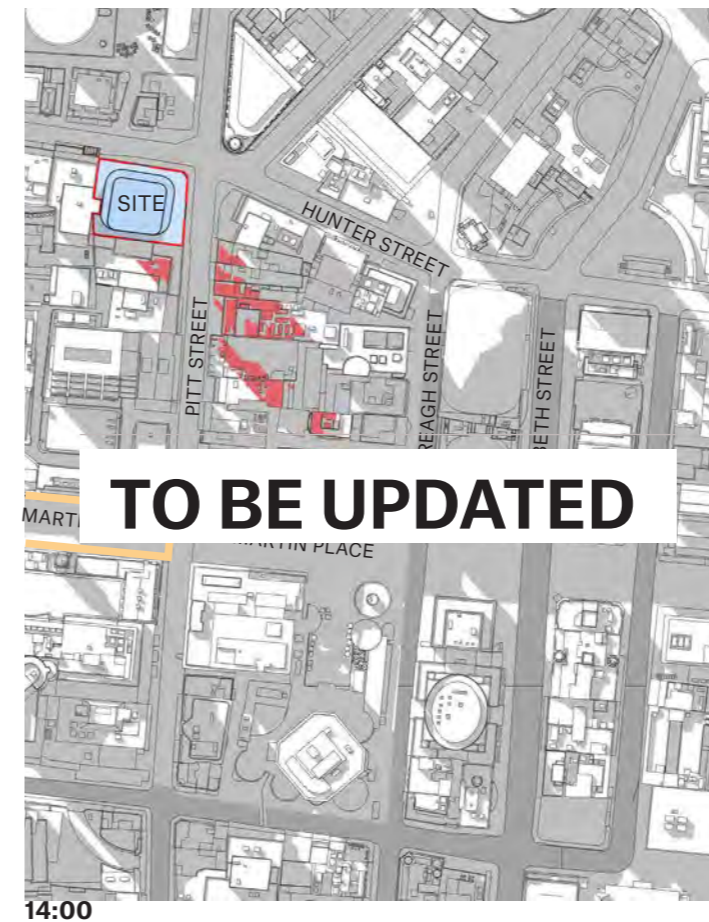 SITE
HUNTER STREET
PITT STREET
REAGH STREET
BETH STREET
TO BE UPDATED
MARTI
MARTIN PLACE
14:00